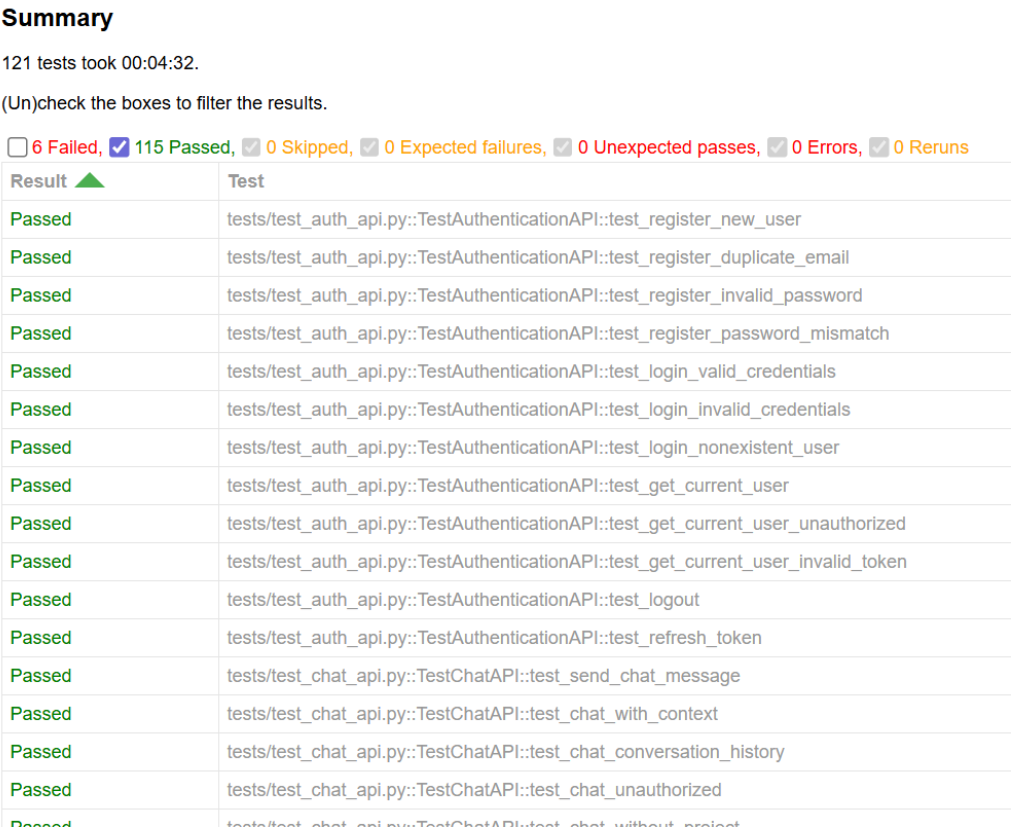 Summary
121 tests took 00:04:32.
(Un)check the boxes to filter the results.
6 Failed, 115 Passed, 0 Skipped, 0 Expected failures, 0 Unexpected passes, 0 Errors, 0 Reruns
Result Test
Passed tests/test_auth_api.py::TestAuthenticationAPI::test_register_new_user
Passed tests/test_auth_api.py::TestAuthenticationAPI::test_register_duplicate_email
Passed tests/test_auth_api.py::TestAuthenticationAPI::test_register_invalid_password
Passed tests/test_auth_api.py::TestAuthenticationAPI::test_register_password_mismatch
Passed tests/test_auth_api.py::TestAuthenticationAPI::test_login_valid_credentials
Passed tests/test_auth_api.py::TestAuthenticationAPI::test_login_invalid_credentials
Passed tests/test_auth_api.py::TestAuthenticationAPI::test_login_nonexistent_user
Passed tests/test_auth_api.py::TestAuthenticationAPI::test_get_current_user
Passed tests/test_auth_api.py::TestAuthenticationAPI::test_get_current_user_unauthorized
Passed tests/test_auth_api.py::TestAuthenticationAPI::test_get_current_user_invalid_token
Passed tests/test_auth_api.py::TestAuthenticationAPI::test_logout
Passed tests/test_auth_api.py::TestAuthenticationAPI::test_refresh_token
Passed tests/test_chat_api.py::TestChatAPI::test_send_chat_message
Passed tests/test_chat_api.py::TestChatAPI::test_chat_with_context
Passed tests/test_chat_api.py::TestChatAPI::test_chat_conversation_history
Passed tests/test_chat_api.py::TestChatAPI::test_chat_unauthorized
Passed tests/test_chat_api.py::TestChatAPI::test_chat_without_project